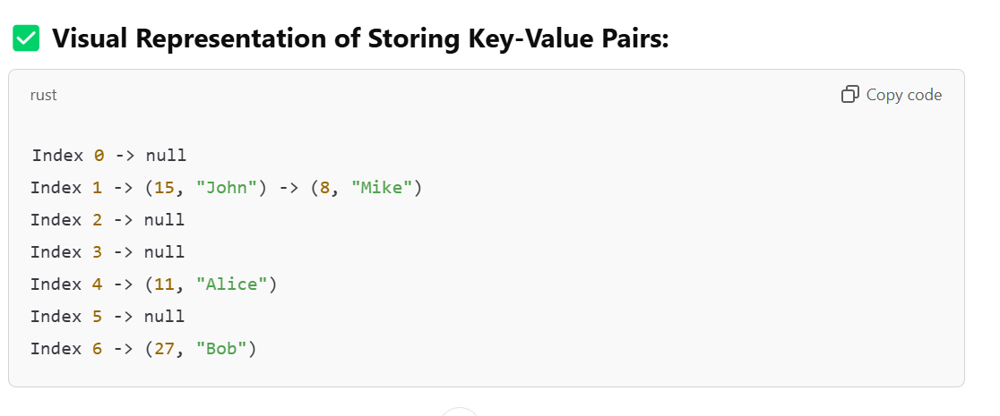 ✅ Visual Representation of Storing Key-Value Pairs:
rust
Copy code
Index 0 -> null
Index 1 -> (15, "John") -> (8, "Mike")
Index 2 -> null
Index 3 -> null
Index 4 -> (11, "Alice")
Index 5 -> null
Index 6 -> (27, "Bob")